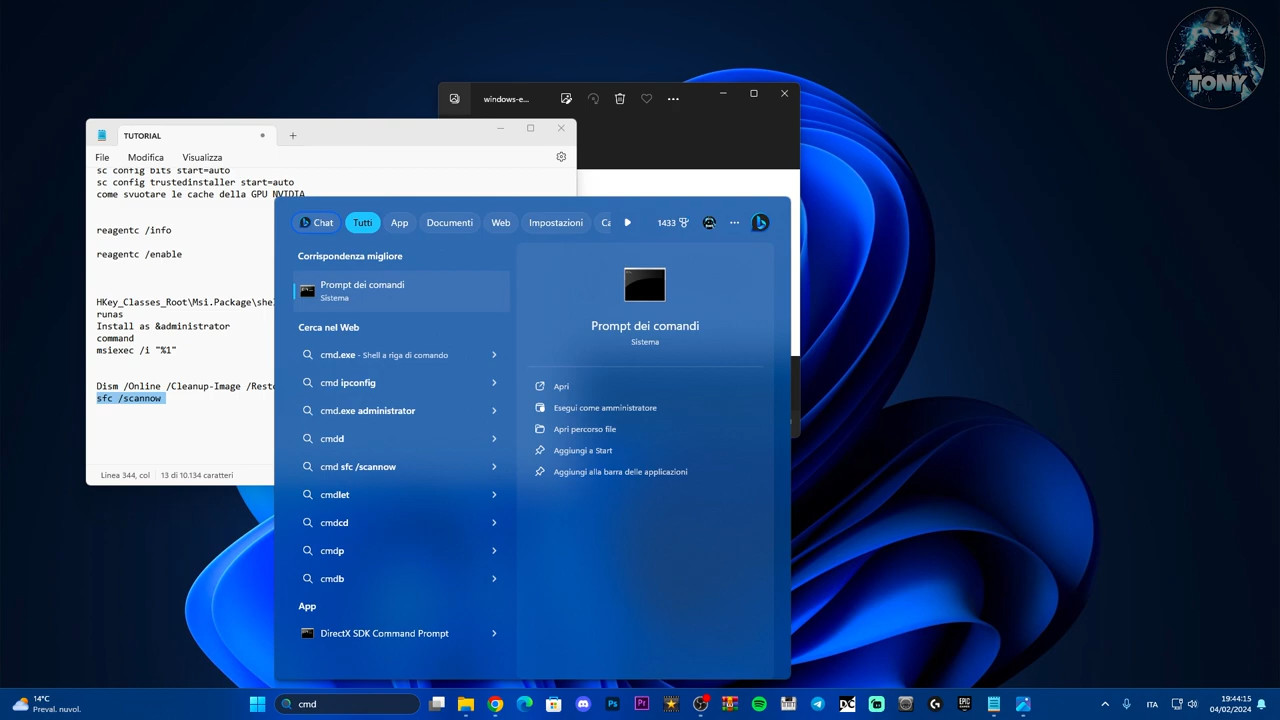 TONY
windows-e...
TUTORIAL
File Modifica Visualizza
sc config bits start=auto
sc config trustedinstaller start=auto
come svuotare le cache della GPU NVIDIA
reagentc /info
reagentc /enable
HKey_Classes_Root\Msi.Package\shel
runas
Install as &administrator
command
msiexec /i "%1"
Dism /Online /Cleanup-Image /Resto
sfc /scannow
Linea 344, col 13 di 10.134 caratteri
Chat Tutti App Documenti Web Impostazioni Ca 1433
Corrispondenza migliore
Prompt dei comandi
Sistema
Cerca nel Web
cmd.exe - Shell a riga di comando
cmd ipconfig
cmd.exe administrator
cmdd
cmd sfc /scannow
cmdlet
cmdcd
cmdp
cmdb
App
DirectX SDK Command Prompt
Prompt dei comandi
Sistema
Apri
Esegui come amministratore
Apri percorso file
Aggiungi a Start
Aggiungi alla barra delle applicazioni
14°C
Preval. nuvol.
cmd
Ps
Pr
EPIC
ITA
19:44:15
04/02/2024